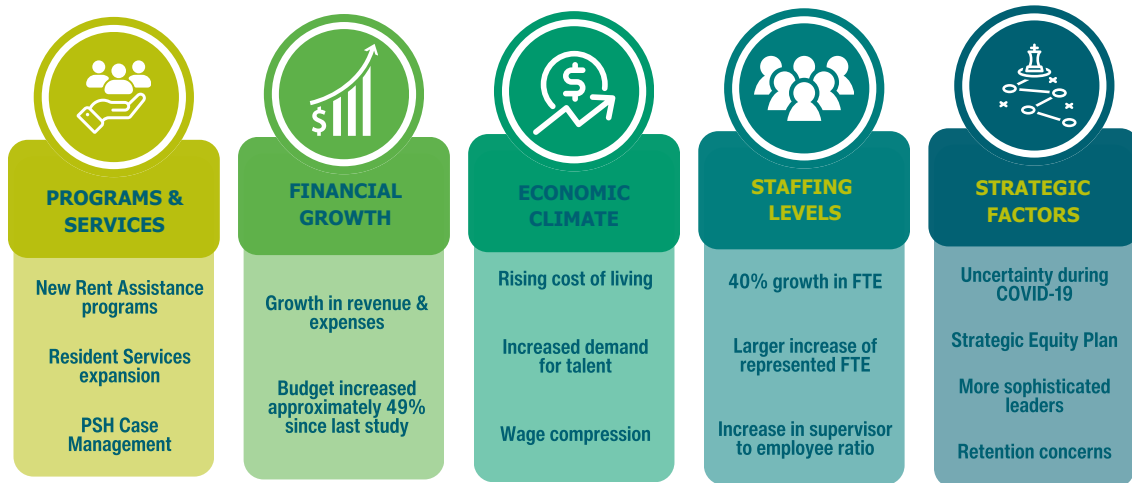 PROGRAMS &
SERVICES
New Rent Assistance
programs
Resident Services
expansion
PSH Case
Management
$
FINANCIAL
GROWTH
Growth in revenue &
expenses
Budget increased
approximately 49%
since last study
$
ECONOMIC
CLIMATE
Rising cost of living
Increased demand
for talent
Wage compression
STAFFING
LEVELS
40% growth in FTE
Larger increase of
represented FTE
Increase in supervisor
to employee ratio
STRATEGIC
FACTORS
Uncertainty during
COVID-19
Strategic Equity Plan
More sophisticated
leaders
Retention concerns